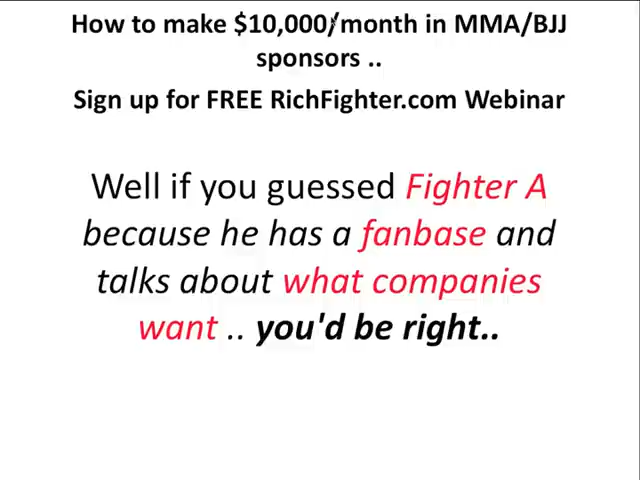 How to make $10,000/month in MMA/BJJ
sponsors ..
Sign up for FREE RichFighter.com Webinar
Well if you guessed Fighter A
because he has a fanbase and
talks about what companies
want .. you'd be right..